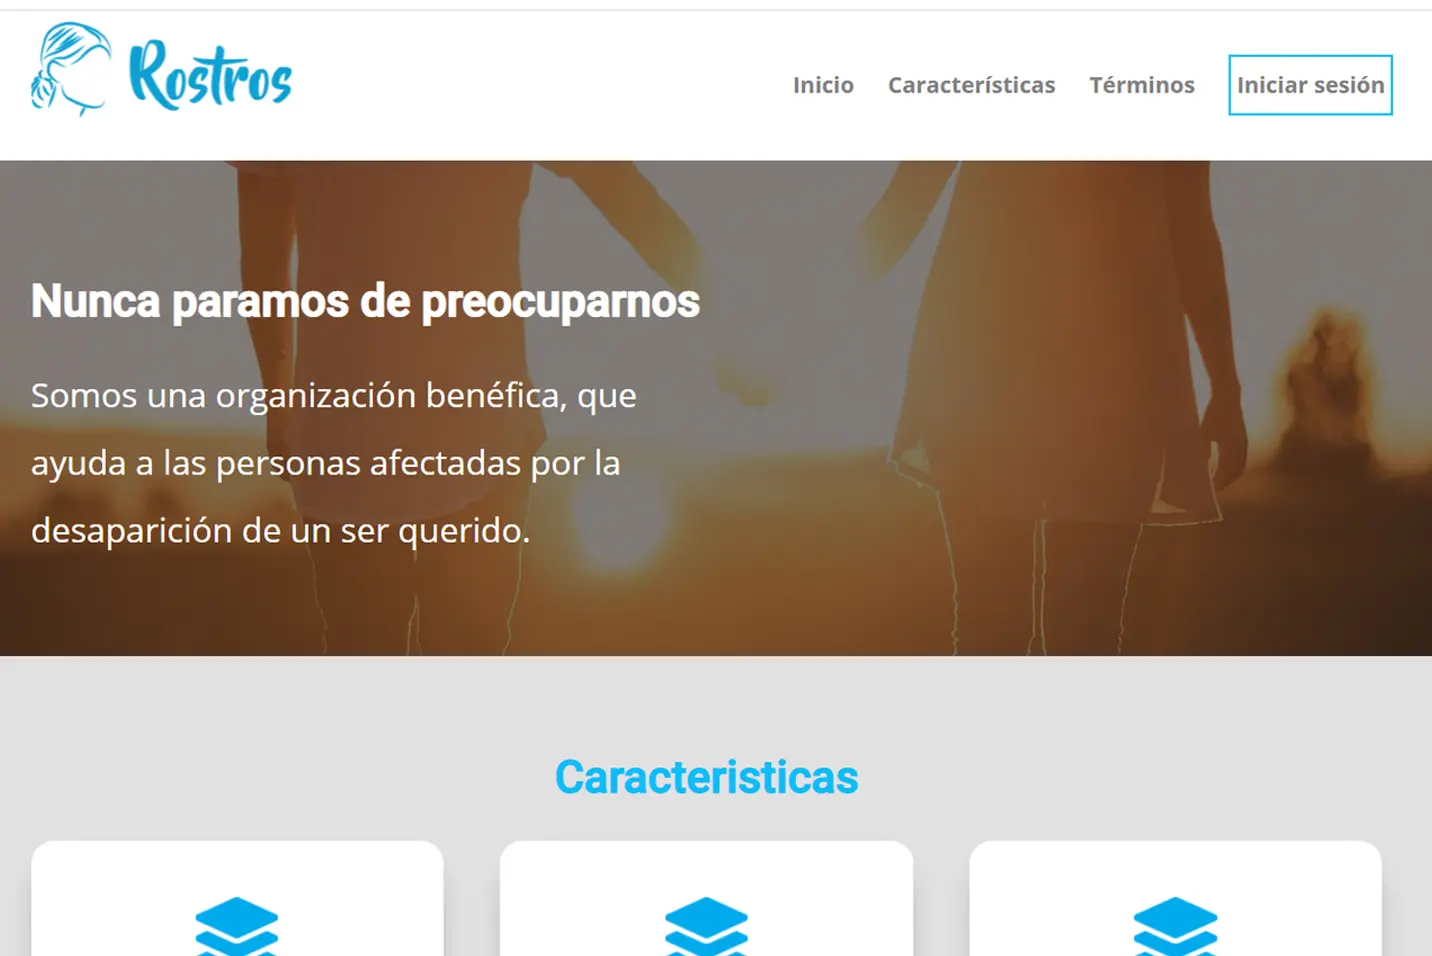 Rostros
Inicio
Características
Términos
Iniciar sesión
Nunca paramos de preocuparnos
Somos una organización benéfica, que
ayuda a las personas afectadas por la
desaparición de un ser querido.
Caracteristicas